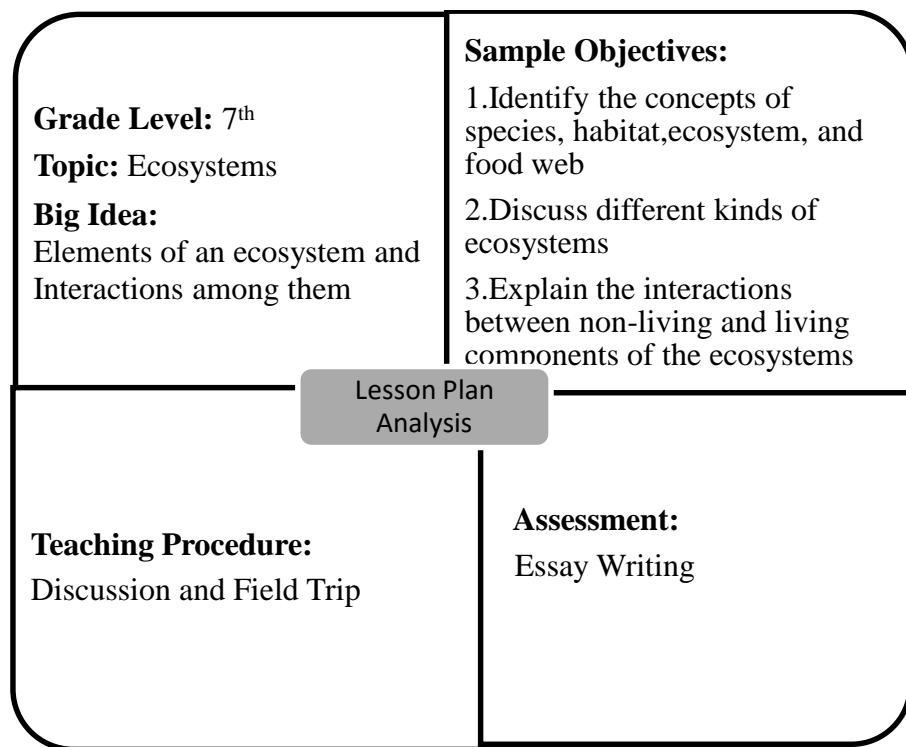 Grade Level: 7th
Topic: Ecosystems
Big Idea:
Elements of an ecosystem and
Interactions among them
Sample Objectives:
1.Identify the concepts of
species, habitat,ecosystem, and
food web
2.Discuss different kinds of
ecosystems
3.Explain the interactions
between non-living and living
components of the ecosystems
Lesson Plan
Analysis
Teaching Procedure:
Discussion and Field Trip
Assessment:
Essay Writing